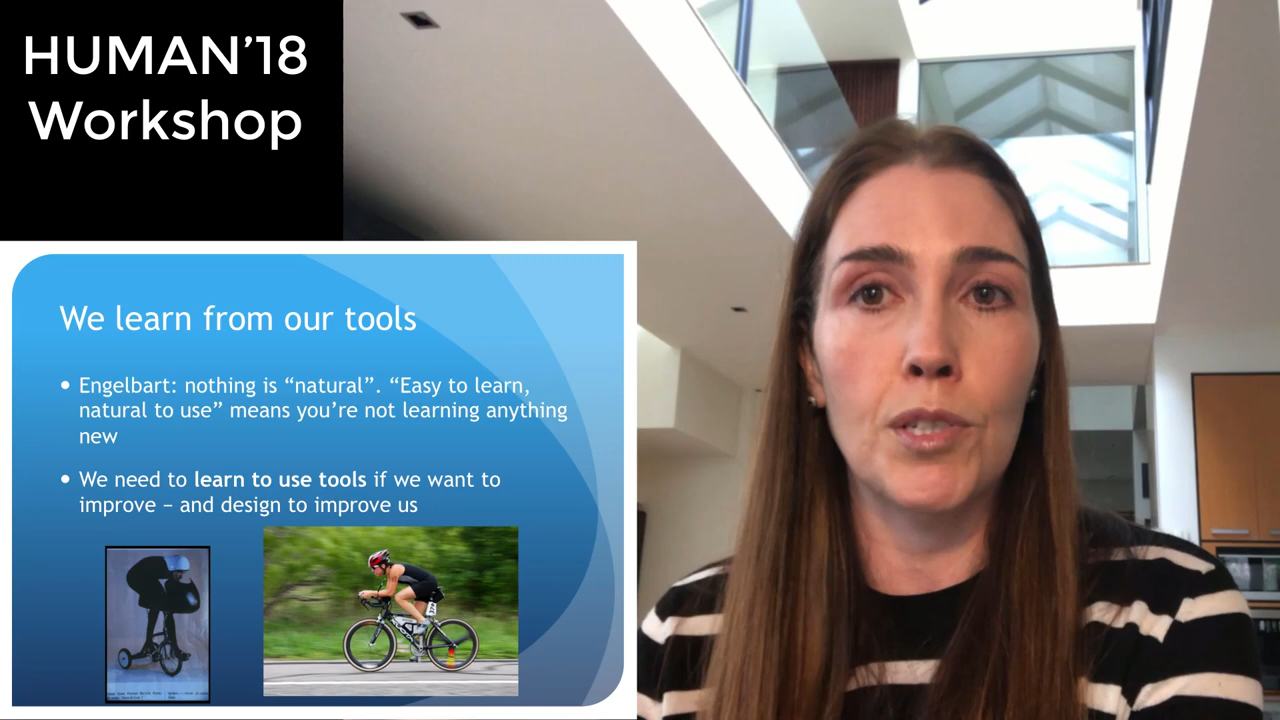 HUMAN’18
Workshop
We learn from our tools
• Engelbart: nothing is “natural”. “Easy to learn,
natural to use” means you’re not learning anything
new
• We need to learn to use tools if we want to
improve – and design to improve us